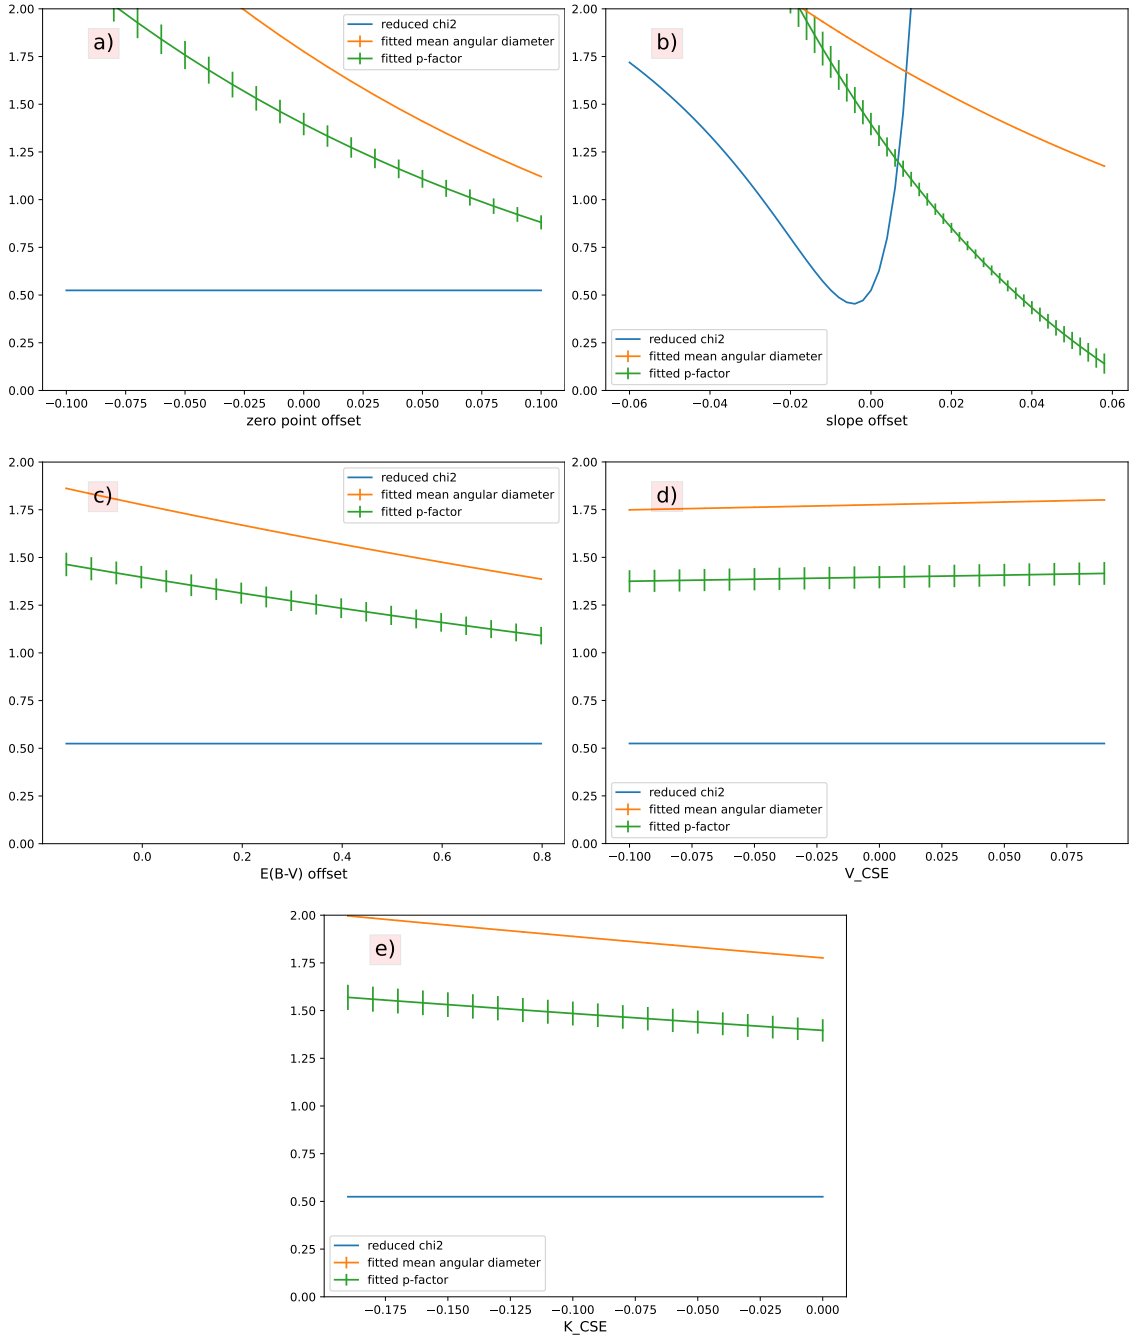 a)
reduced chi2
fitted mean angular diameter
fitted p-factor
2.00
1.75
1.50
1.25
1.00
0.75
0.50
0.25
0.00
−0.100 −0.075 −0.050 −0.025 0.000 0.025 0.050 0.075 0.100
zero point offset
b)
2.00
1.75
1.50
1.25
1.00
0.75
0.50
0.25
0.00
reduced chi2
fitted mean angular diameter
fitted p-factor
−0.06 −0.04 −0.02 0.00 0.02 0.04 0.06
slope offset
c)
reduced chi2
fitted mean angular diameter
fitted p-factor
2.00
1.75
1.50
1.25
1.00
0.75
0.50
0.25
0.00
0.0 0.2 0.4 0.6 0.8
E(B-V) offset
d)
2.00
1.75
1.50
1.25
1.00
0.75
0.50
0.25
0.00
reduced chi2
fitted mean angular diameter
fitted p-factor
−0.100 −0.075 −0.050 −0.025 0.000 0.025 0.050 0.075
V_CSE
e)
2.00
1.75
1.50
1.25
1.00
0.75
0.50
0.25
0.00
reduced chi2
fitted mean angular diameter
fitted p-factor
−0.175 −0.150 −0.125 −0.100 −0.075 −0.050 −0.025 0.000
K_CSE